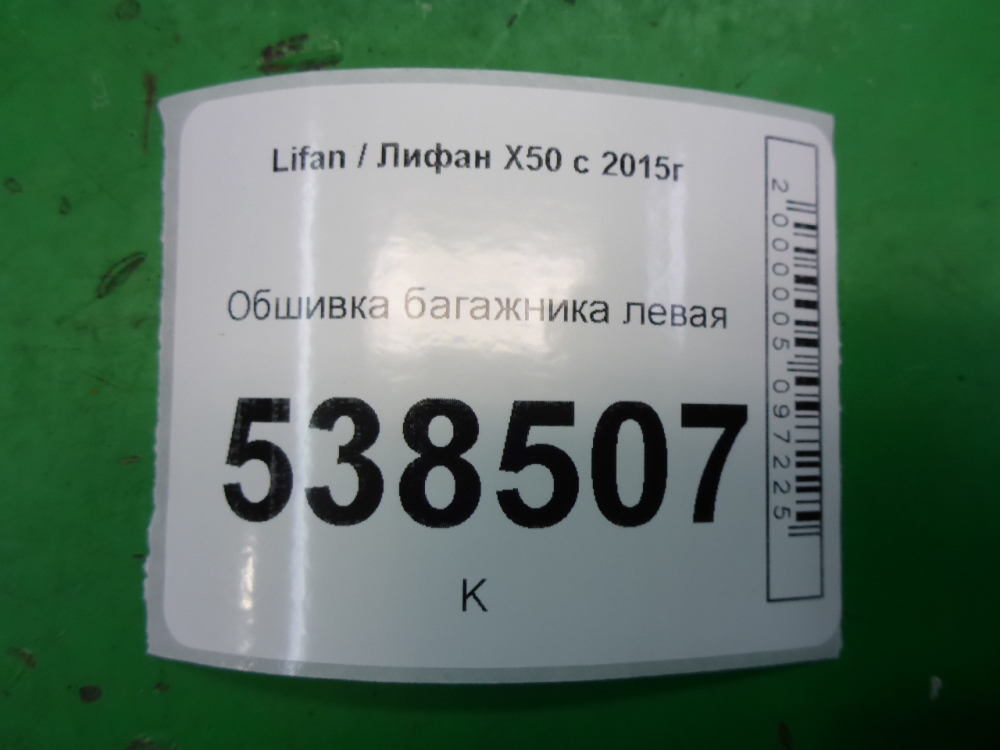 Lifan / Лифан X50 с 2015г
Обшивка багажника левая
538507
К
2000005097225